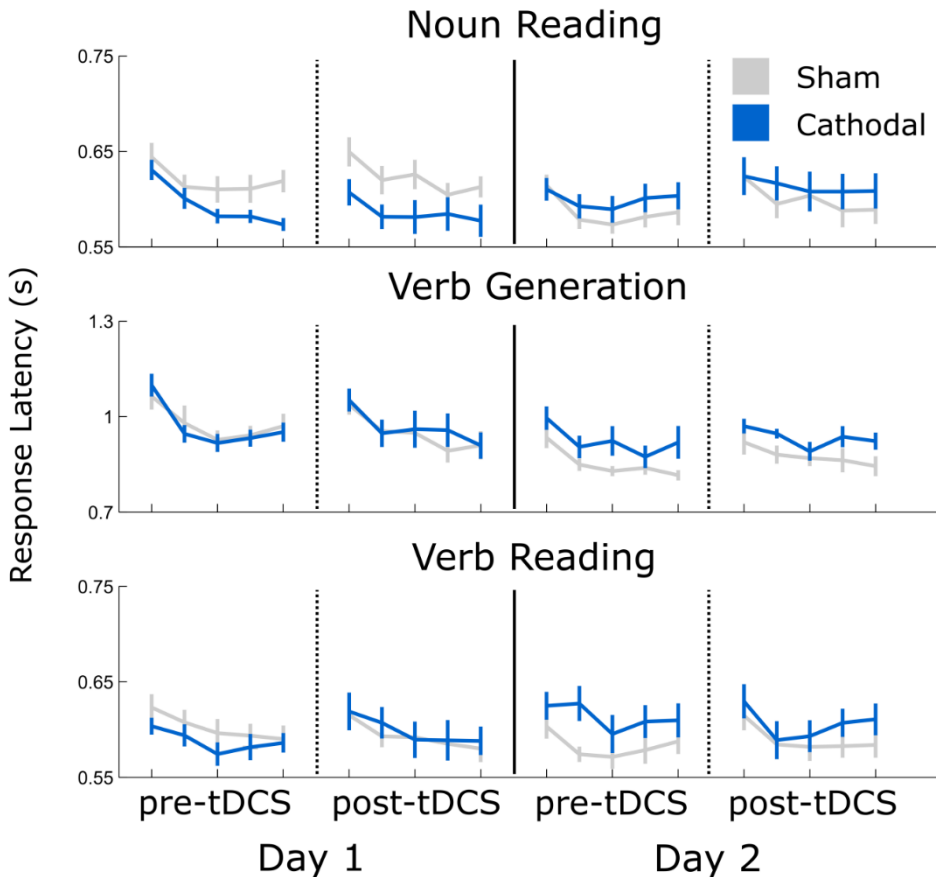 Noun Reading
0.75
Sham
Cathodal
0.65
0.55
Verb Generation
1.3
1
0.7
Response Latency (s)
Verb Reading
0.75
0.65
0.55
pre-tDCS post-tDCS pre-tDCS post-tDCS
Day 1 Day 2